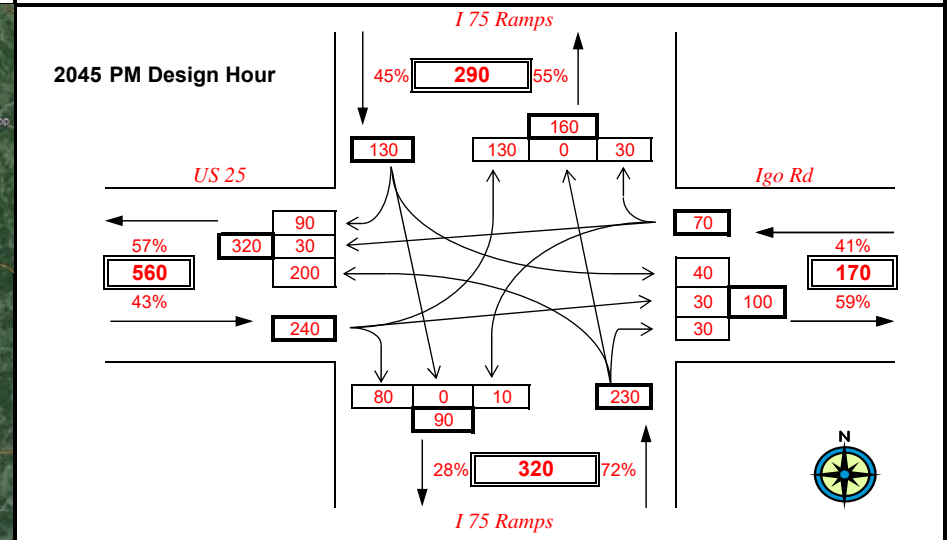 I 75 Ramps
2045 PM Design Hour
45% 290 55%
160
130 130 0 30
US 25 Igo Rd
90 70
320 30
57% 41%
560 200 40 170
43% 30 100 59%
240 30
80 0 10 230
90
28% 320 72%
N
I 75 Ramps
op